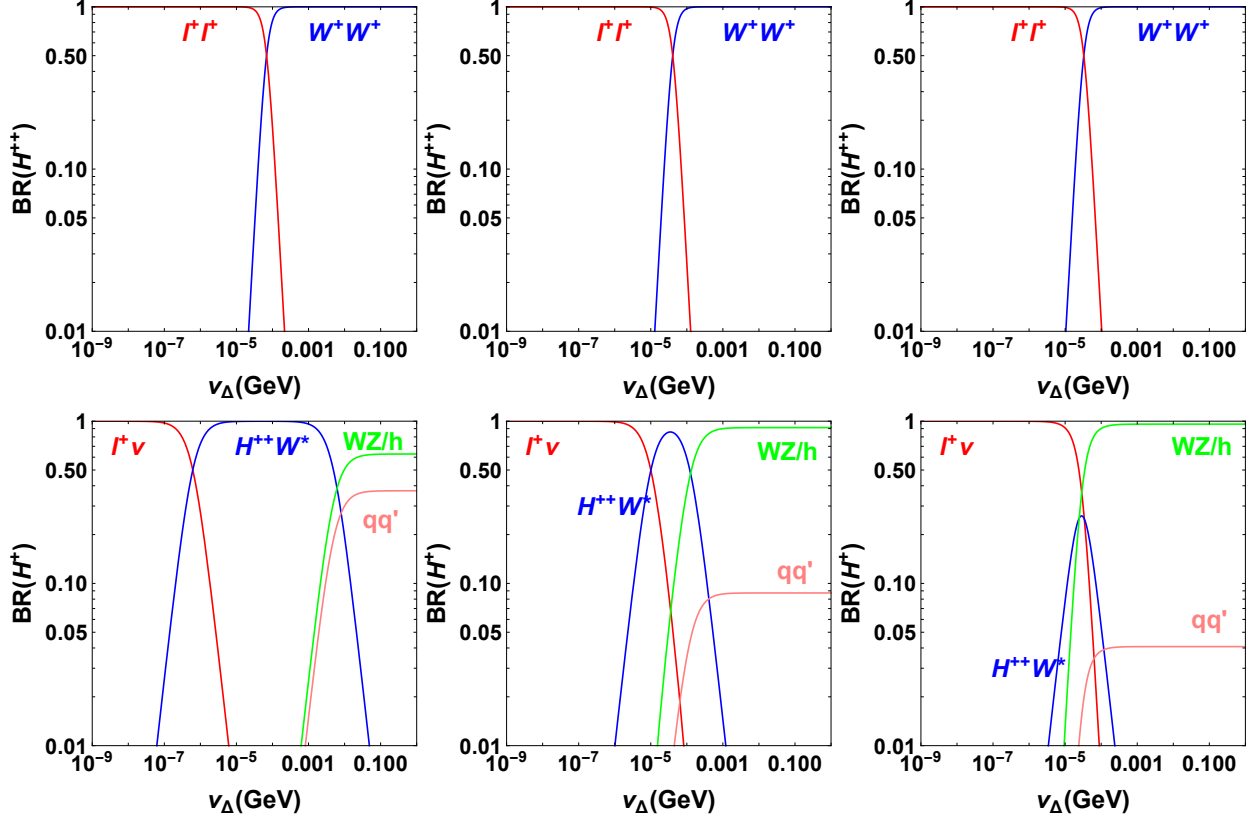 1
l⁺l⁺
W⁺W⁺
0.50
0.10
0.05
0.01
BR(H⁺⁺)
10⁻⁹
10⁻⁷
10⁻⁵
0.001
0.100
v_Δ(GeV)
1
l⁺l⁺
W⁺W⁺
0.50
0.10
0.05
0.01
BR(H⁺⁺)
10⁻⁹
10⁻⁷
10⁻⁵
0.001
0.100
v_Δ(GeV)
1
l⁺l⁺
W⁺W⁺
0.50
0.10
0.05
0.01
BR(H⁺⁺)
10⁻⁹
10⁻⁷
10⁻⁵
0.001
0.100
v_Δ(GeV)
1
l⁺ν
H⁺⁺W*
WZ/h
qq'
0.50
0.10
0.05
0.01
BR(H⁺)
10⁻⁹
10⁻⁷
10⁻⁵
0.001
0.100
v_Δ(GeV)
1
l⁺ν
WZ/h
H⁺⁺W*
qq'
0.50
0.10
0.05
0.01
BR(H⁺)
10⁻⁹
10⁻⁷
10⁻⁵
0.001
0.100
v_Δ(GeV)
1
l⁺ν
WZ/h
qq'
H⁺⁺W*
0.50
0.10
0.05
0.01
BR(H⁺)
10⁻⁹
10⁻⁷
10⁻⁵
0.001
0.100
v_Δ(GeV)